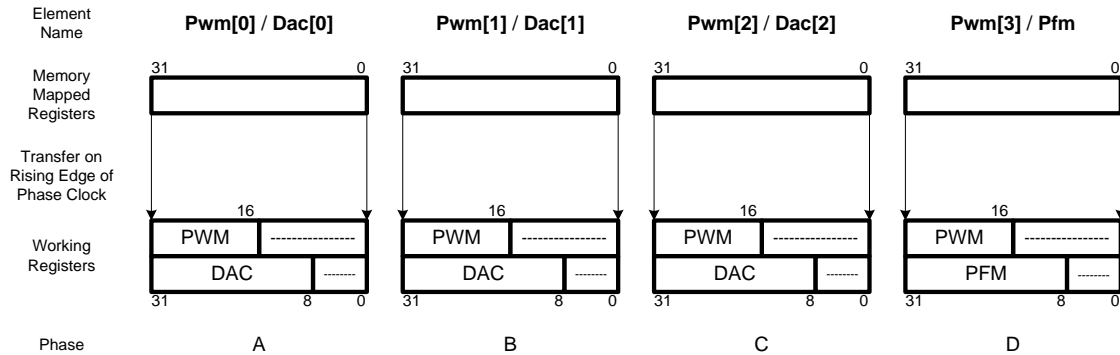 Element Name Pwm[0] / Dac[0] Pwm[1] / Dac[1] Pwm[2] / Dac[2] Pwm[3] / Pfm
31 0 31 0 31 0 31 0
Memory
Mapped
Registers
Transfer on
Rising Edge of
Phase Clock
16 16 16 16
Working Registers
PWM ---------------- PWM ---------------- PWM ---------------- PWM ----------------
DAC -------- DAC -------- DAC -------- PFM --------
31 8 0 31 8 0 31 8 0 31 8 0
Phase A B C D